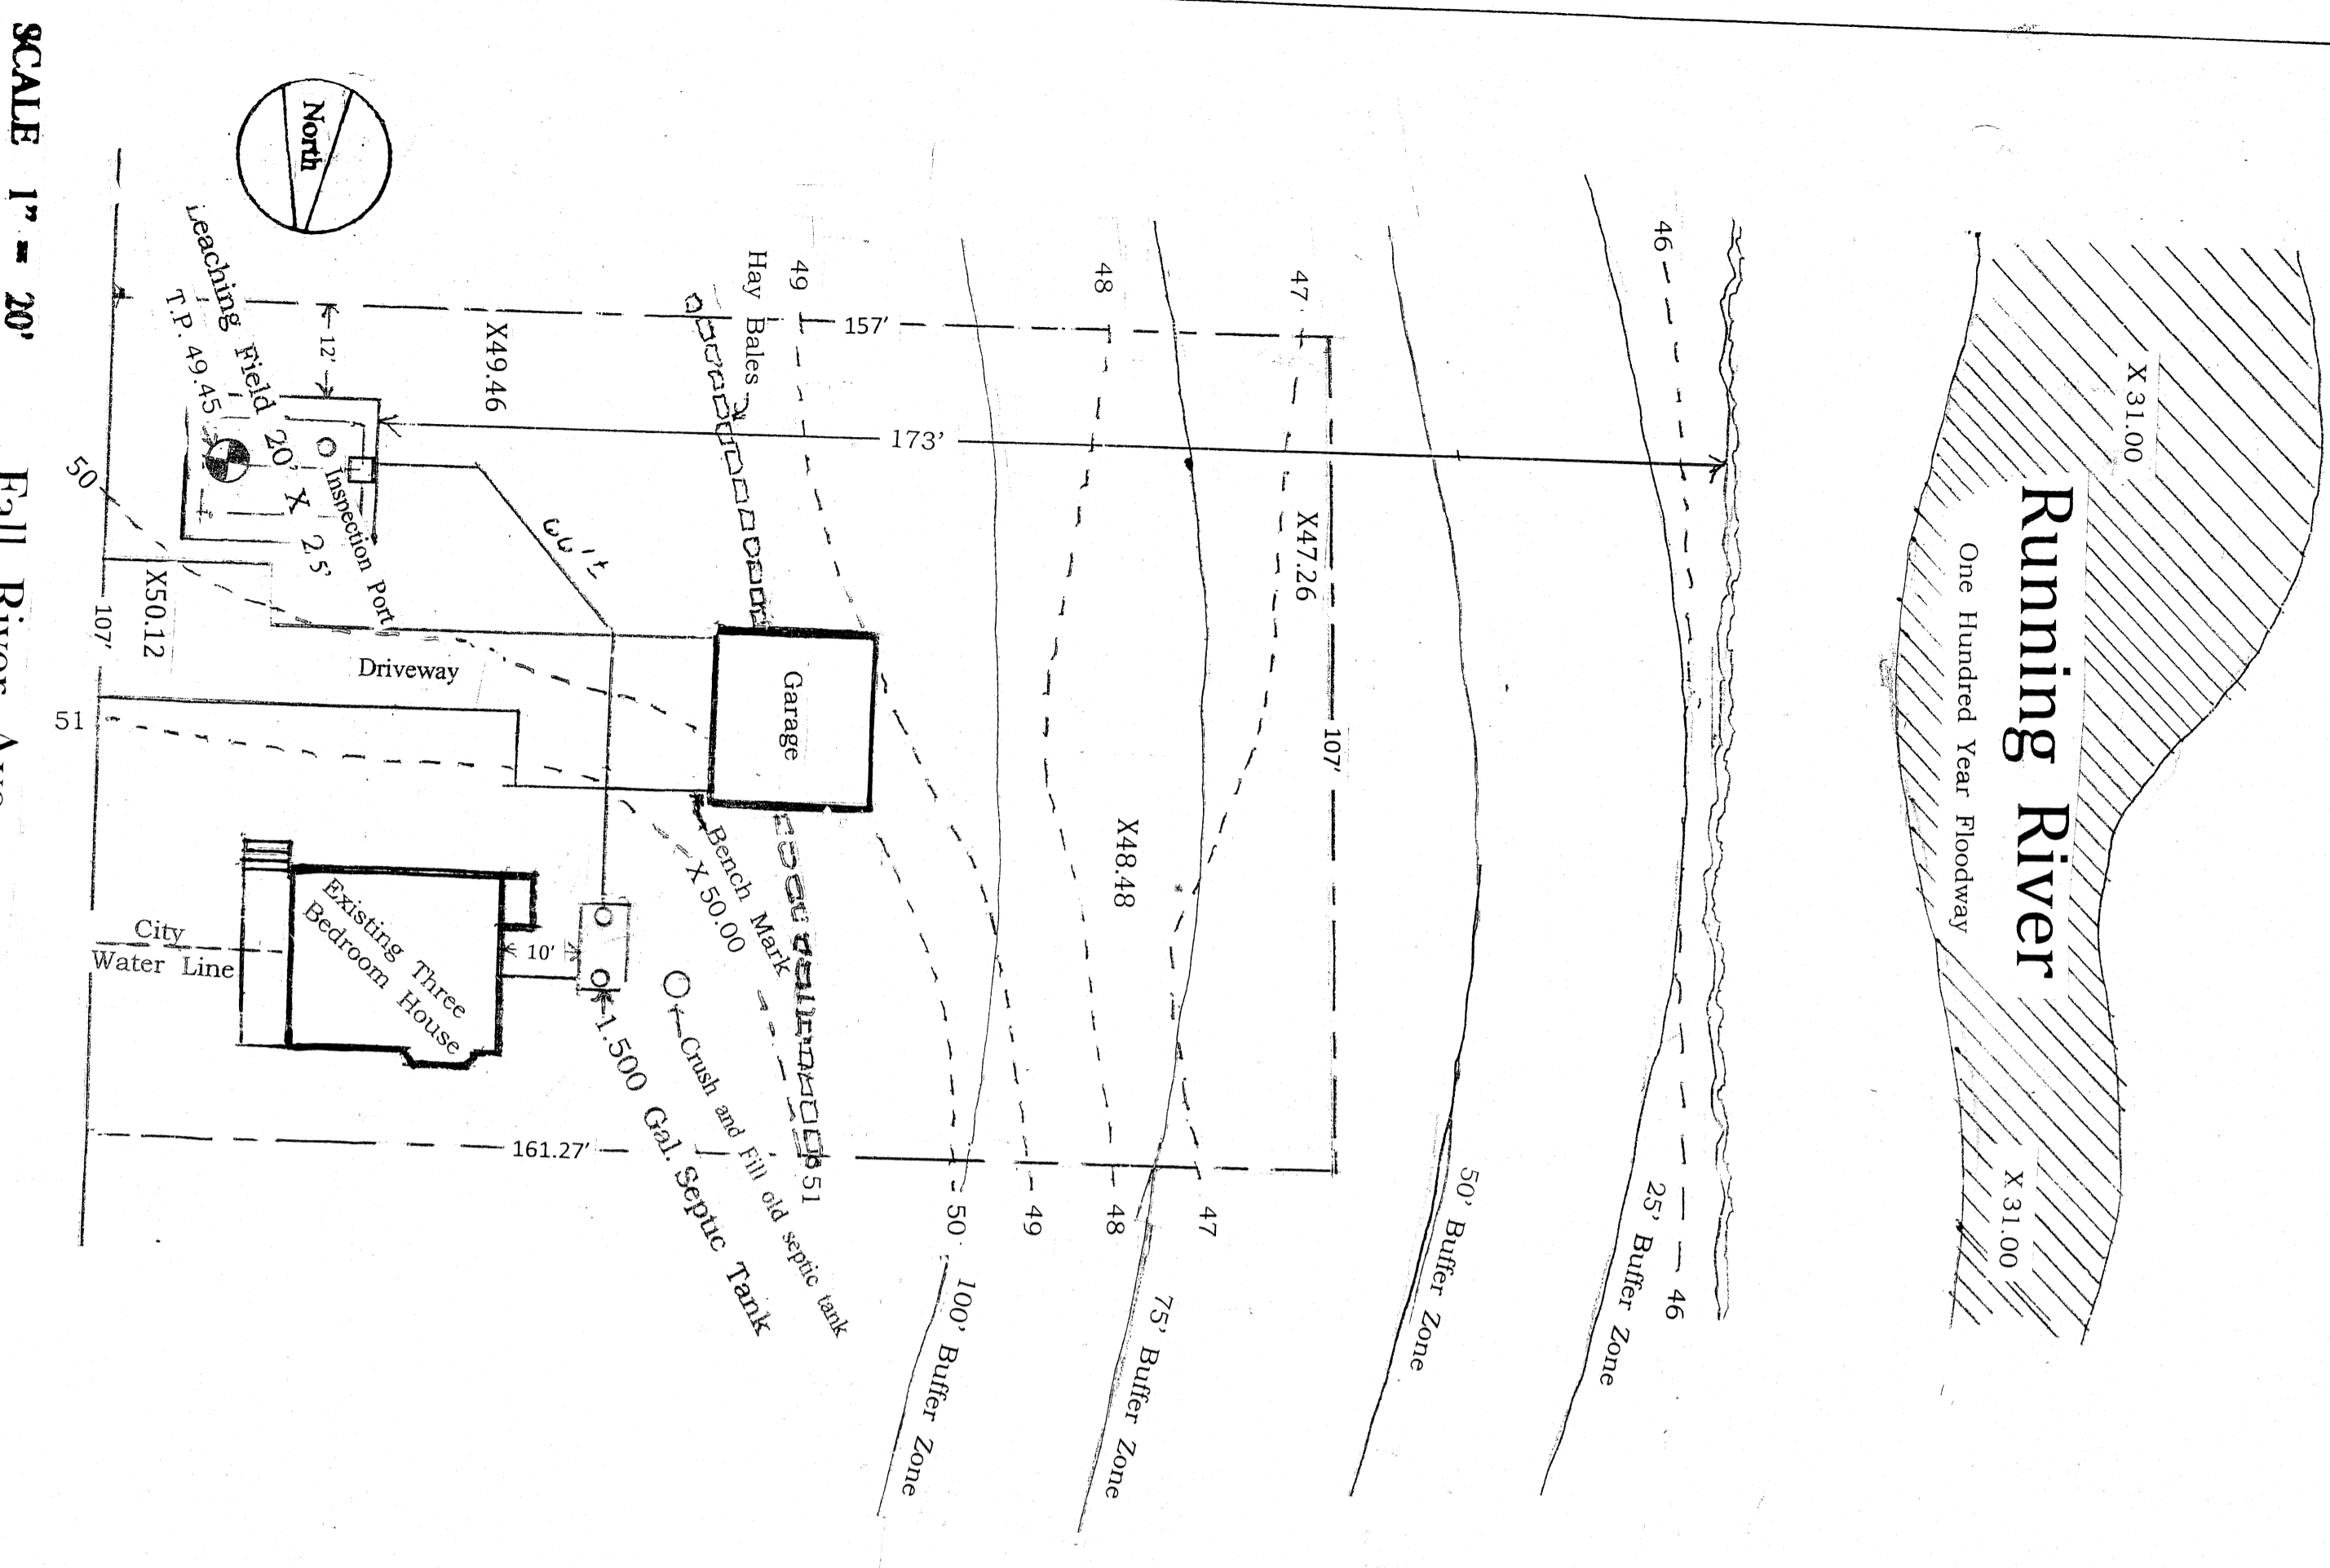 SCALE 1" = 20'
Fall River Ave
North
Running River
One Hundred Year Floodway
X 31.00
X 31.00
46
46
25' Buffer Zone
50' Buffer Zone
75' Buffer Zone
100' Buffer Zone
47
48
49
47
48
49
50
51
107'
X47.26
X48.48
157'
173'
161.27'
Hay Bales
X49.46
12'
Leaching Field
20' X 25'
T.P. 49.45
Inspection Port
66'±
Garage
Driveway
Bench Mark
X 50.00
50
X50.12
107'
51
Existing Three
Bedroom House
10'
City
Water Line
1.500 Gal. Septic Tank
Crush and Fill old septic tank